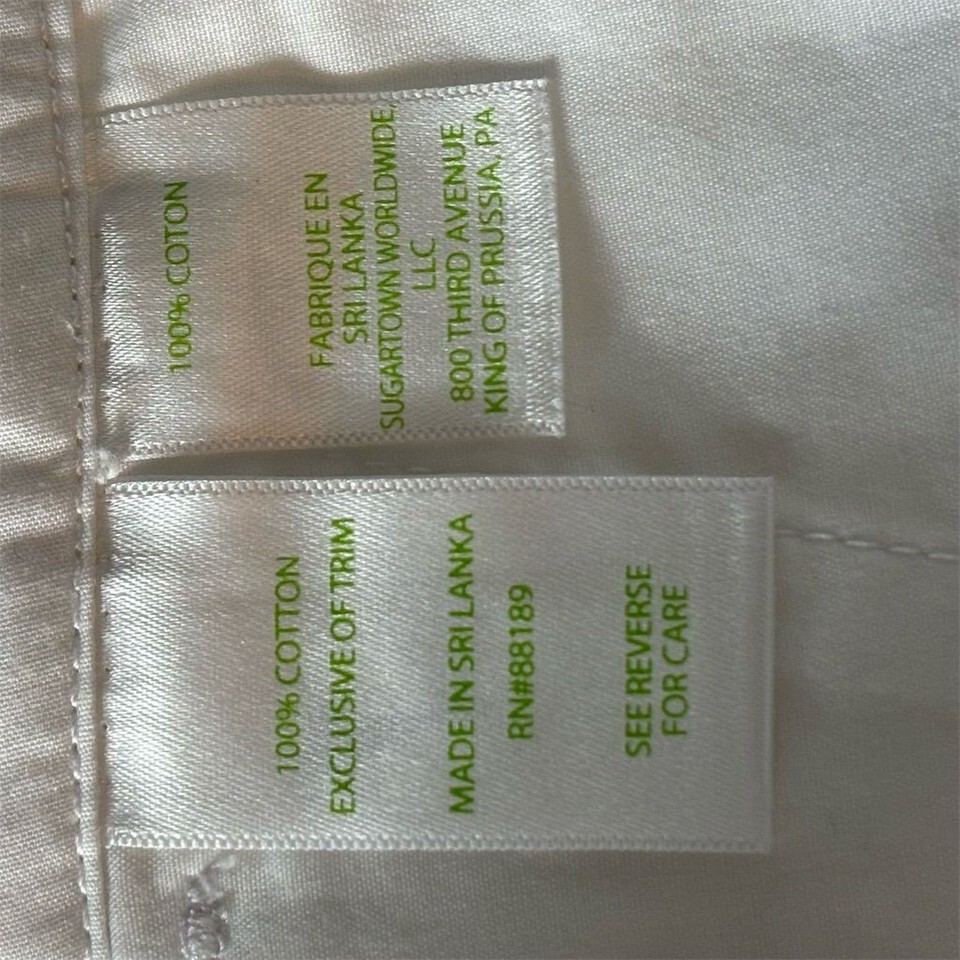 100% COTON
FABRIQUE EN
SRI LANKA
SUGARTOWN WORLDWIDE,
LLC
800 THIRD AVENUE
KING OF PRUSSIA, PA
100% COTTON
EXCLUSIVE OF TRIM
MADE IN SRI LANKA
RN#88189
SEE REVERSE
FOR CARE